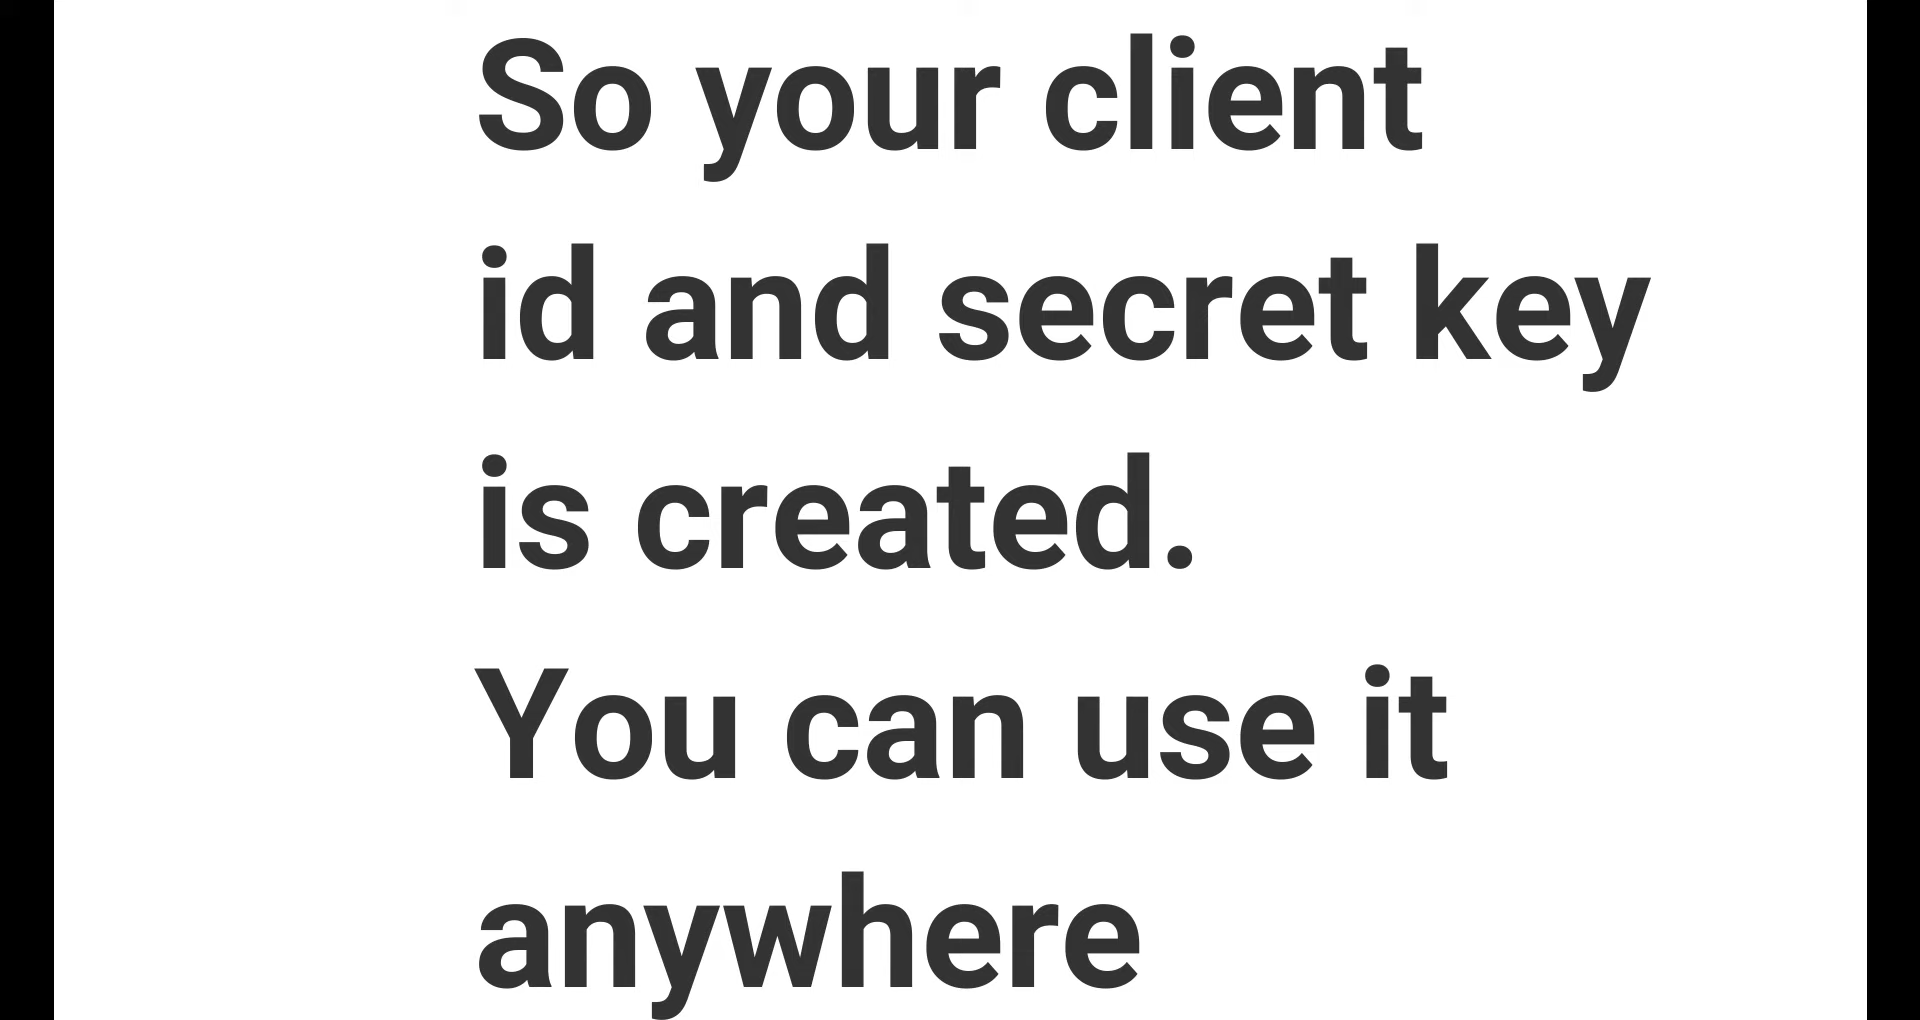 So your client
id and secret key
is created.
You can use it
anywhere